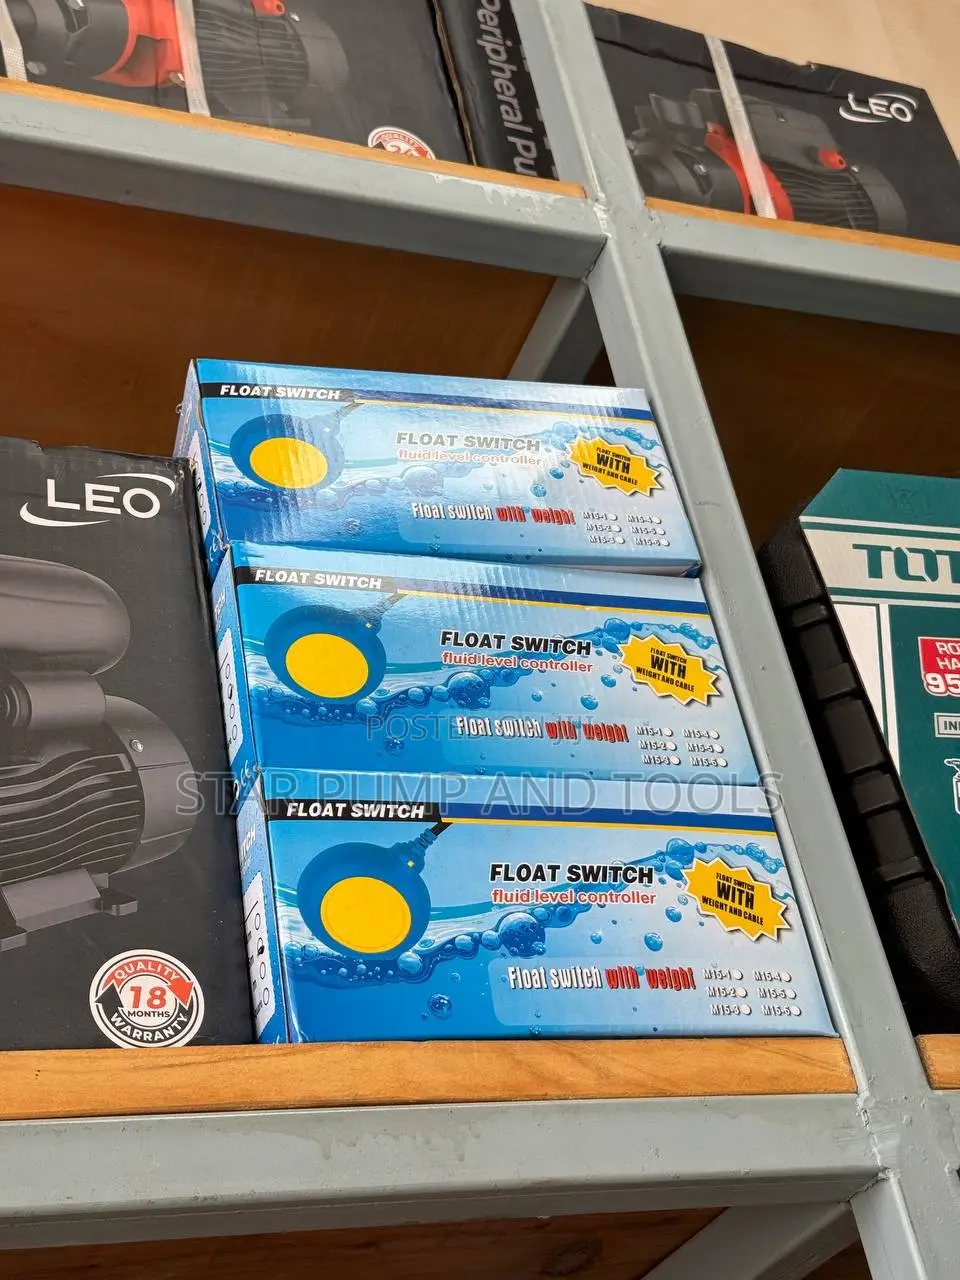 Peripheral Pu
LEO
QUALITY
LEO
QUALITY
18
MONTHS
WARRANTY
FLOAT SWITCH
FLOAT SWITCH
fluid level controller
FLOAT SWITCH
WITH
WEIGHT AND CABLE
Float switch with weight
M15-1 M15-4
M15-2 M15-5
M15-3 M15-6
FLOAT SWITCH
FLOAT SWITCH
fluid level controller
FLOAT SWITCH
WITH
WEIGHT AND CABLE
Float switch with weight
M15-1 M15-4
M15-2 M15-5
M15-3 M15-6
POSTED
STAR PUMP AND TOOLS
FLOAT SWITCH
FLOAT SWITCH
fluid level controller
FLOAT SWITCH
WITH
WEIGHT AND CABLE
Float switch with weight
M15-1 M15-4
M15-2 M15-5
M15-3 M15-6
TOT
RO
HA
95